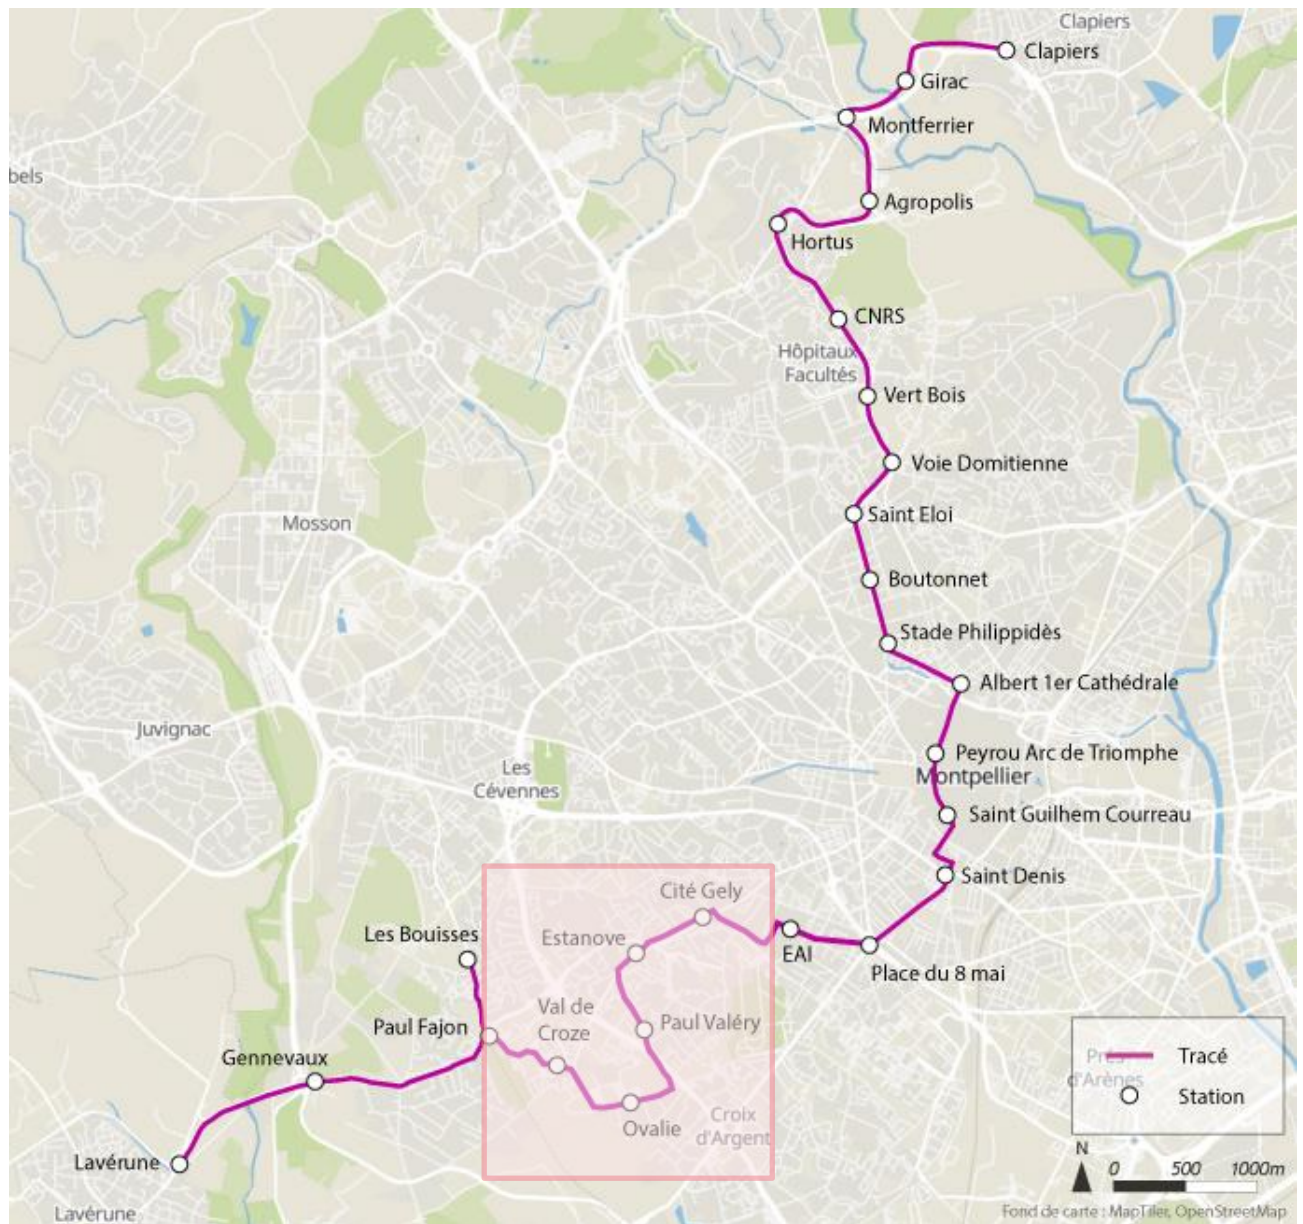 Clapiers
Clapiers
Girac
Montferrier
bels
Agropolis
Hortus
CNRS
Hôpitaux
Facultés
Vert Bois
Voie Domitienne
Saint Eloi
Mosson
Boutonnet
Stade Philippidès
Albert 1er Cathédrale
Juvignac
Peyrou Arc de Triomphe
Montpellier
Les
Cévennes
Saint Guilhem Courreau
Saint Denis
Cité Gely
Les Bouisses
Estanove
EAI
Place du 8 mai
Val de
Croze
Paul Valéry
Paul Fajon
Gennevaux
Ovalie
Croix
d'Argent
Prés
d'Arènes
Tracé
Station
Lavérune
Lavérune
N
0 500 1000m
Fond de carte : MapTiler, OpenStreetMap